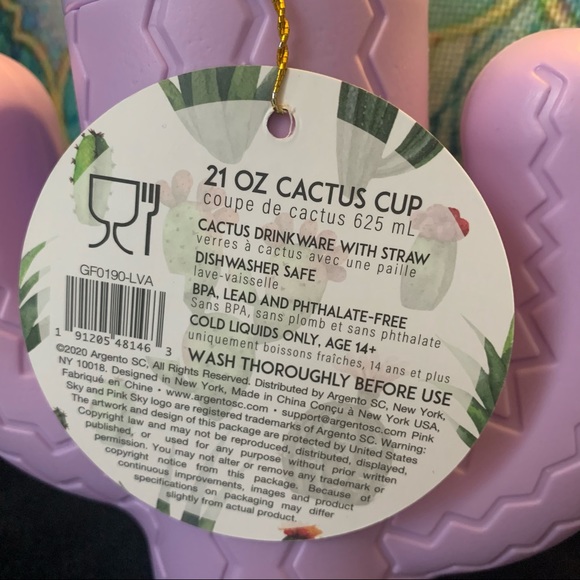 21 OZ CACTUS CUP
coupe de cactus 625 mL
CACTUS DRINKWARE WITH STRAW
verres à cactus avec une paille
DISHWASHER SAFE
lave-vaisselle
BPA, LEAD AND PHTHALATE-FREE
Sans BPA, sans plomb et sans phthalate
COLD LIQUIDS ONLY, AGE 14+
uniquement boissons fraîches, 14 ans et plus
WASH THOROUGHLY BEFORE USE
GF0190-LVA
1 91205 48146 3
©2020 Argento SC, All Rights Reserved. Distributed by Argento SC, New York,
NY 10018. Designed in New York, Made in China Conçu à New York USA,
Fabriqué en Chine • www.argentosc.com • support@argentosc.com Pink
Sky and Pink Sky logo are registered trademarks of Argento SC. Warning:
The artwork and design of this package are protected by United States
Copyright law and may not be reproduced, distributed, displayed,
published, or used for any purpose without prior written
permission. You may not alter or remove any trademark or
copyright notice from this package. Because of
continuous improvements, images and product
specifications on packaging may differ
slightly from actual product.